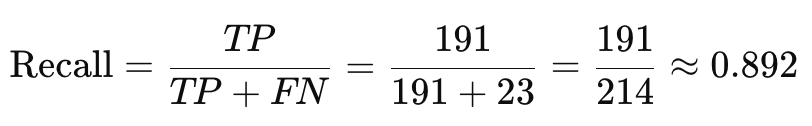 Recall = TP / (TP + FN) = 191 / (191 + 23) = 191 / 214 ≈ 0.892